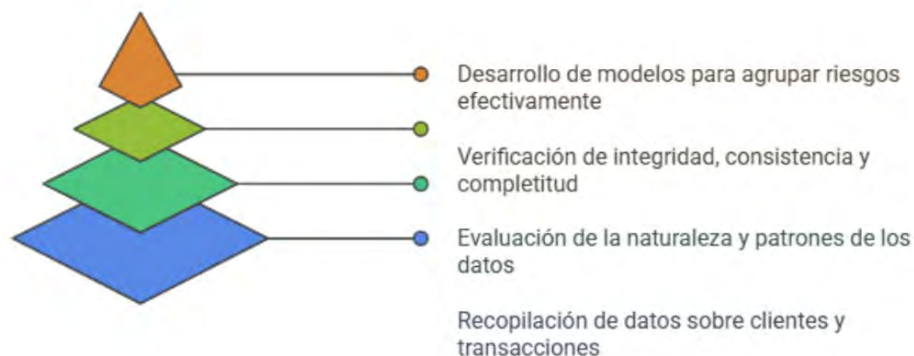 Desarrollo de modelos para agrupar riesgos
efectivamente
Verificación de integridad, consistencia y
completitud
Evaluación de la naturaleza y patrones de los
datos
Recopilación de datos sobre clientes y
transacciones